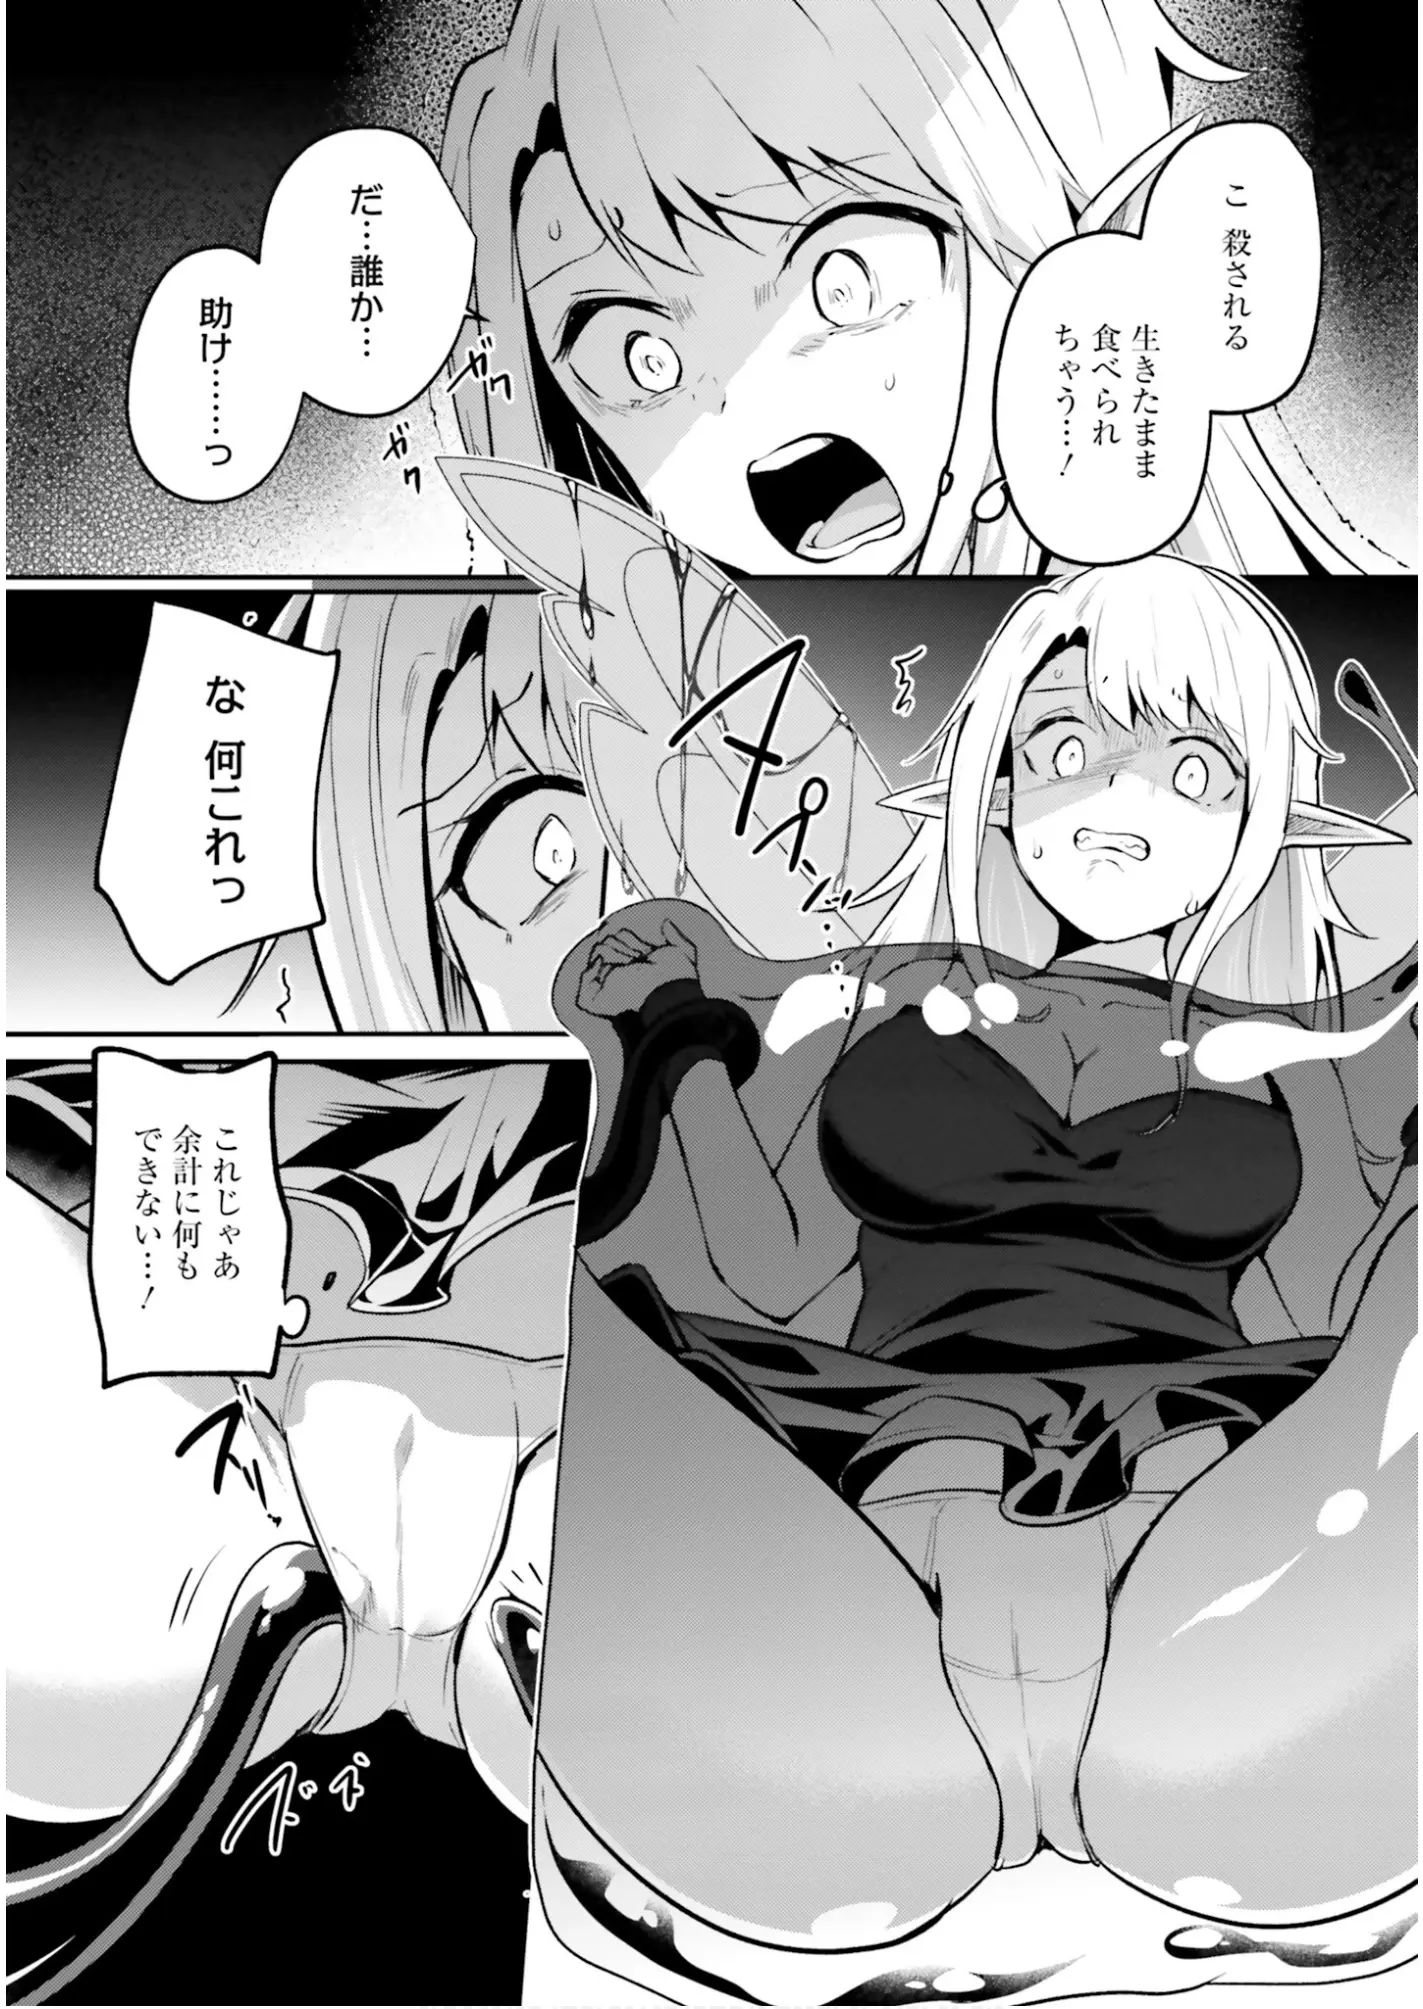 こ 殺される
生きたまま
食べられ
ちゃう…！
だ…誰か…
助け……っ
ガク
ガク
な 何これっ
これじゃあ
余計に何も
できない…！
ズズ